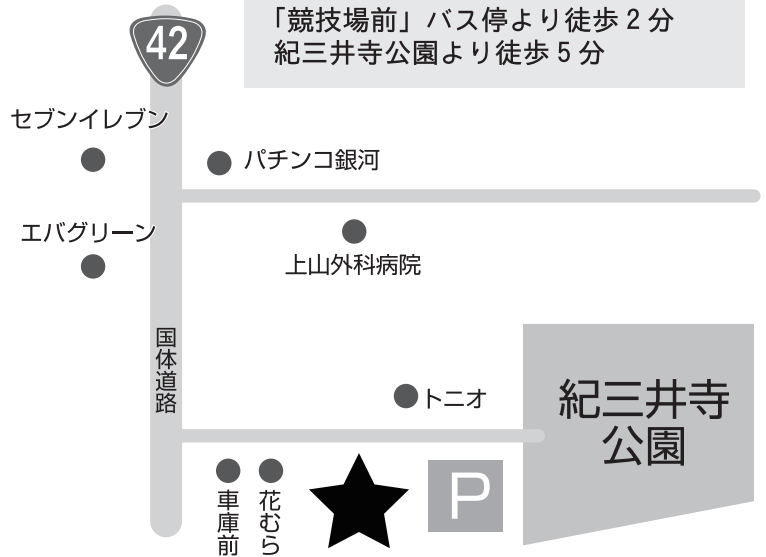 「競技場前」バス停より徒歩2分
紀三井寺公園より徒歩5分
42
セブンイレブン
パチンコ銀河
エバグリーン
上山外科病院
国体道路
トニオ
紀三井寺
公園
車庫前
花むら
P